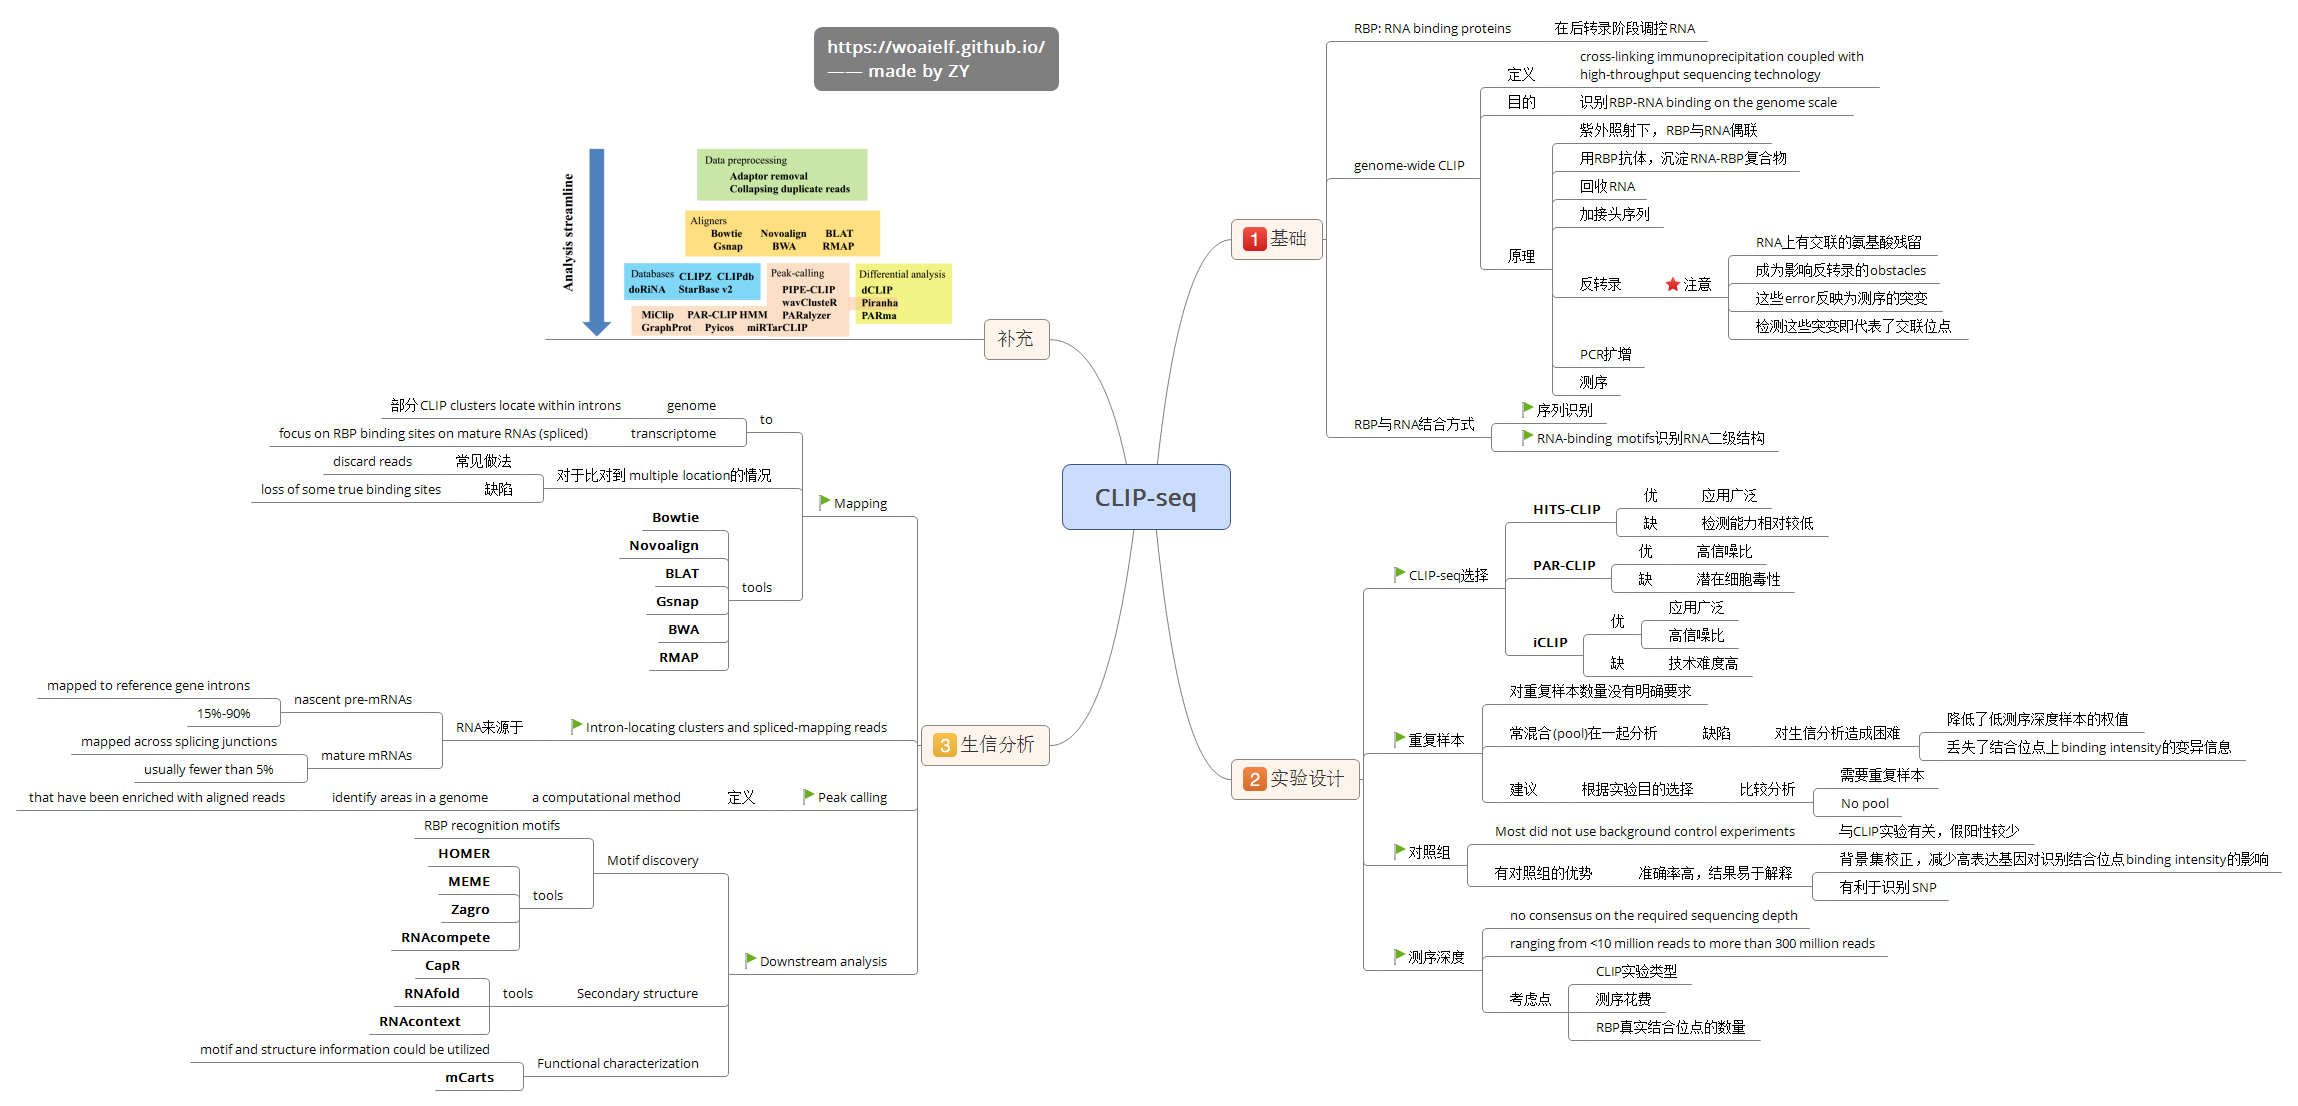 https://woaielf.github.io/
—— made by ZY
CLIP-seq
1 基础
RBP: RNA binding proteins
在后转录阶段调控RNA
genome-wide CLIP
定义
cross-linking immunoprecipitation coupled with
high-throughput sequencing technology
目的
识别RBP-RNA binding on the genome scale
原理
紫外照射下，RBP与RNA偶联
用RBP抗体，沉淀RNA-RBP复合物
回收RNA
加接头序列
反转录
注意
RNA上有交联的氨基酸残留
成为影响反转录的obstacles
这些error反映为测序的突变
检测这些突变即代表了交联位点
PCR扩增
测序
RBP与RNA结合方式
序列识别
RNA-binding motifs识别RNA二级结构
2 实验设计
CLIP-seq选择
HITS-CLIP
优
应用广泛
缺
检测能力相对较低
PAR-CLIP
优
高信噪比
缺
潜在细胞毒性
iCLIP
优
应用广泛
高信噪比
缺
技术难度高
重复样本
对重复样本数量没有明确要求
常混合(pool)在一起分析
缺陷
对生信分析造成困难
降低了低测序深度样本的权值
丢失了结合位点上binding intensity的变异信息
建议
根据实验目的选择
比较分析
需要重复样本
No pool
对照组
Most did not use background control experiments
与CLIP实验有关，假阳性较少
有对照组的优势
准确率高，结果易于解释
背景集校正，减少高表达基因对识别结合位点binding intensity的影响
有利于识别SNP
测序深度
no consensus on the required sequencing depth
ranging from <10 million reads to more than 300 million reads
考虑点
CLIP实验类型
测序花费
RBP真实结合位点的数量
3 生信分析
Mapping
to
genome
部分CLIP clusters locate within introns
transcriptome
focus on RBP binding sites on mature RNAs (spliced)
对于比对到 multiple location的情况
常见做法
discard reads
缺陷
loss of some true binding sites
tools
Bowtie
Novoalign
BLAT
Gsnap
BWA
RMAP
Intron-locating clusters and spliced-mapping reads
RNA来源于
nascent pre-mRNAs
mapped to reference gene introns
15%-90%
mature mRNAs
mapped across splicing junctions
usually fewer than 5%
Peak calling
定义
a computational method
identify areas in a genome
that have been enriched with aligned reads
Downstream analysis
Motif discovery
RBP recognition motifs
tools
HOMER
MEME
Zagro
RNAcompete
Secondary structure
tools
CapR
RNAfold
RNAcontext
Functional characterization
motif and structure information could be utilized
mCarts
补充
Analysis streamline
Data preprocessing
Adaptor removal
Collapsing duplicate reads
Aligners
Bowtie Novoalign BLAT
Gsnap BWA RMAP
Databases CLIPZ CLIPdb
doRiNA StarBase v2
Peak-calling
PIPE-CLIP
wavClusteR
MiClip PAR-CLIP HMM PARalyzer
GraphProt Pyicos miRTarCLIP
Differential analysis
dCLIP
Piranha
PARma